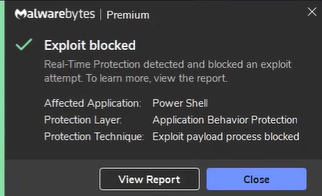 Malwarebytes | Premium
Exploit blocked
Real-Time Protection detected and blocked an exploit
attempt. To learn more, view the report.
Affected Application: Power Shell
Protection Layer: Application Behavior Protection
Protection Technique: Exploit payload process blocked
View Report Close